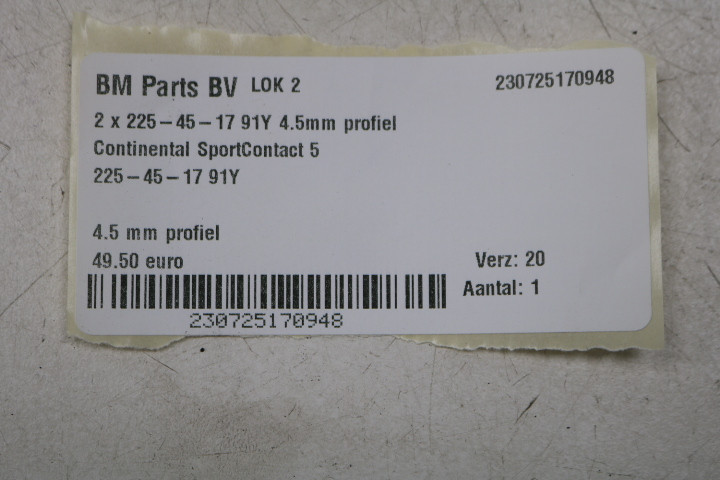 BM Parts BV LOK 2 230725170948
2 x 225-45-17 91Y 4.5mm profiel
Continental SportContact 5
225-45-17 91Y
4.5 mm profiel
49.50 euro Verz: 20
Aantal: 1
230725170948